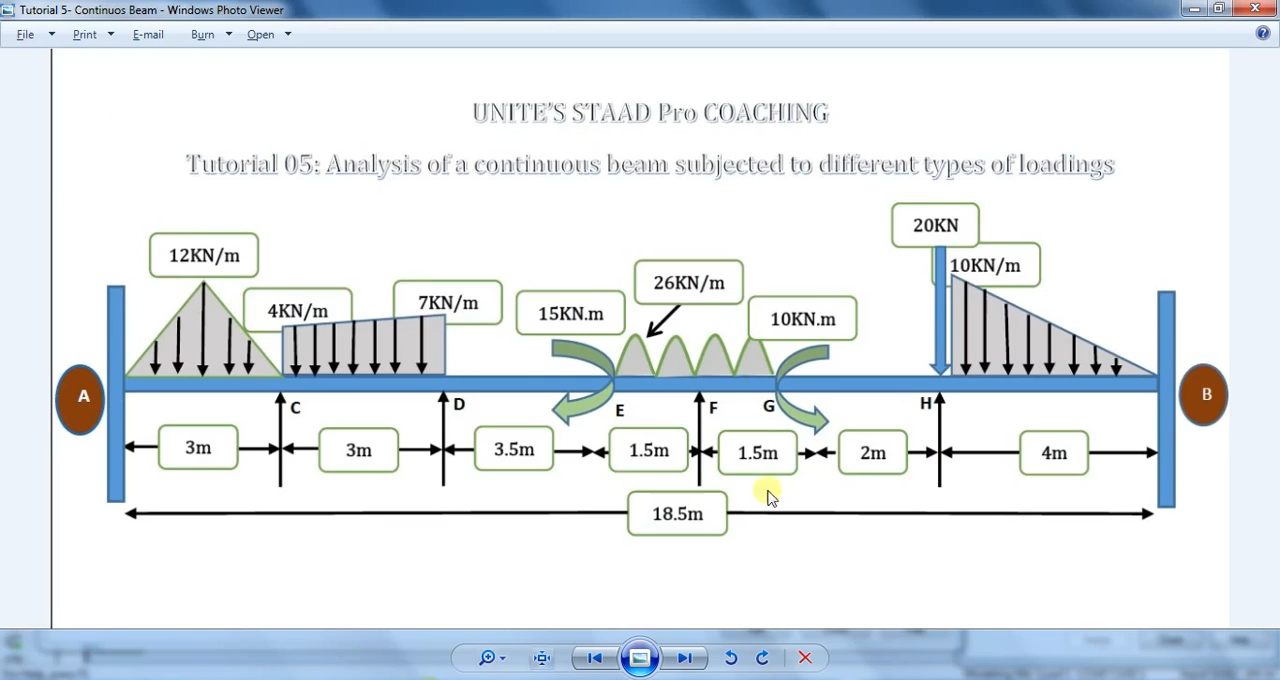 Tutorial 5- Continuos Beam - Windows Photo Viewer
File Print E-mail Burn Open
UNITE'S STAAD Pro COACHING
Tutorial 05: Analysis of a continuous beam subjected to different types of loadings
20KN
12KN/m
10KN/m
26KN/m
4KN/m
7KN/m
15KN.m
10KN.m
A
B
C
D
E
F
G
H
3m
3m
3.5m
1.5m
1.5m
2m
4m
18.5m